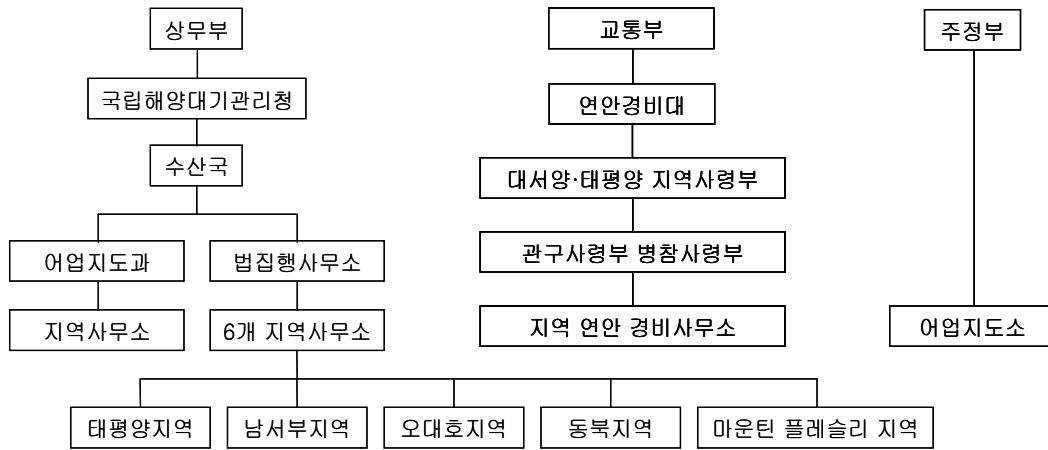 상무부
국립해양대기관리청
수산국
어업지도과
법집행사무소
지역사무소
6개 지역사무소
태평양지역
남서부지역
오대호지역
동북지역
마운틴 플레슬리 지역
교통부
연안경비대
대서양·태평양 지역사령부
관구사령부 병참사령부
지역 연안 경비사무소
주정부
어업지도소